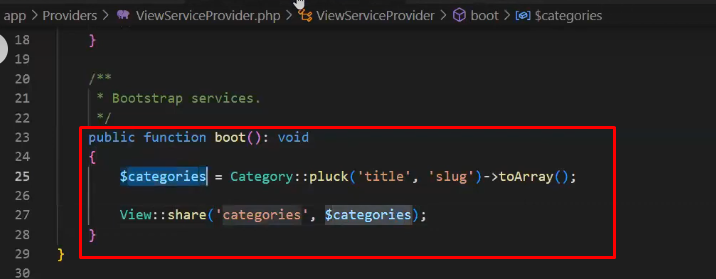 app > Providers > ViewServiceProvider.php > ViewServiceProvider > boot > $categories
18 }
19
20 /**
21 * Bootstrap services.
22 */
23 public function boot(): void
24 {
25 $categories = Category::pluck('title', 'slug')->toArray();
26
27 View::share('categories', $categories);
28 }
29 }
30